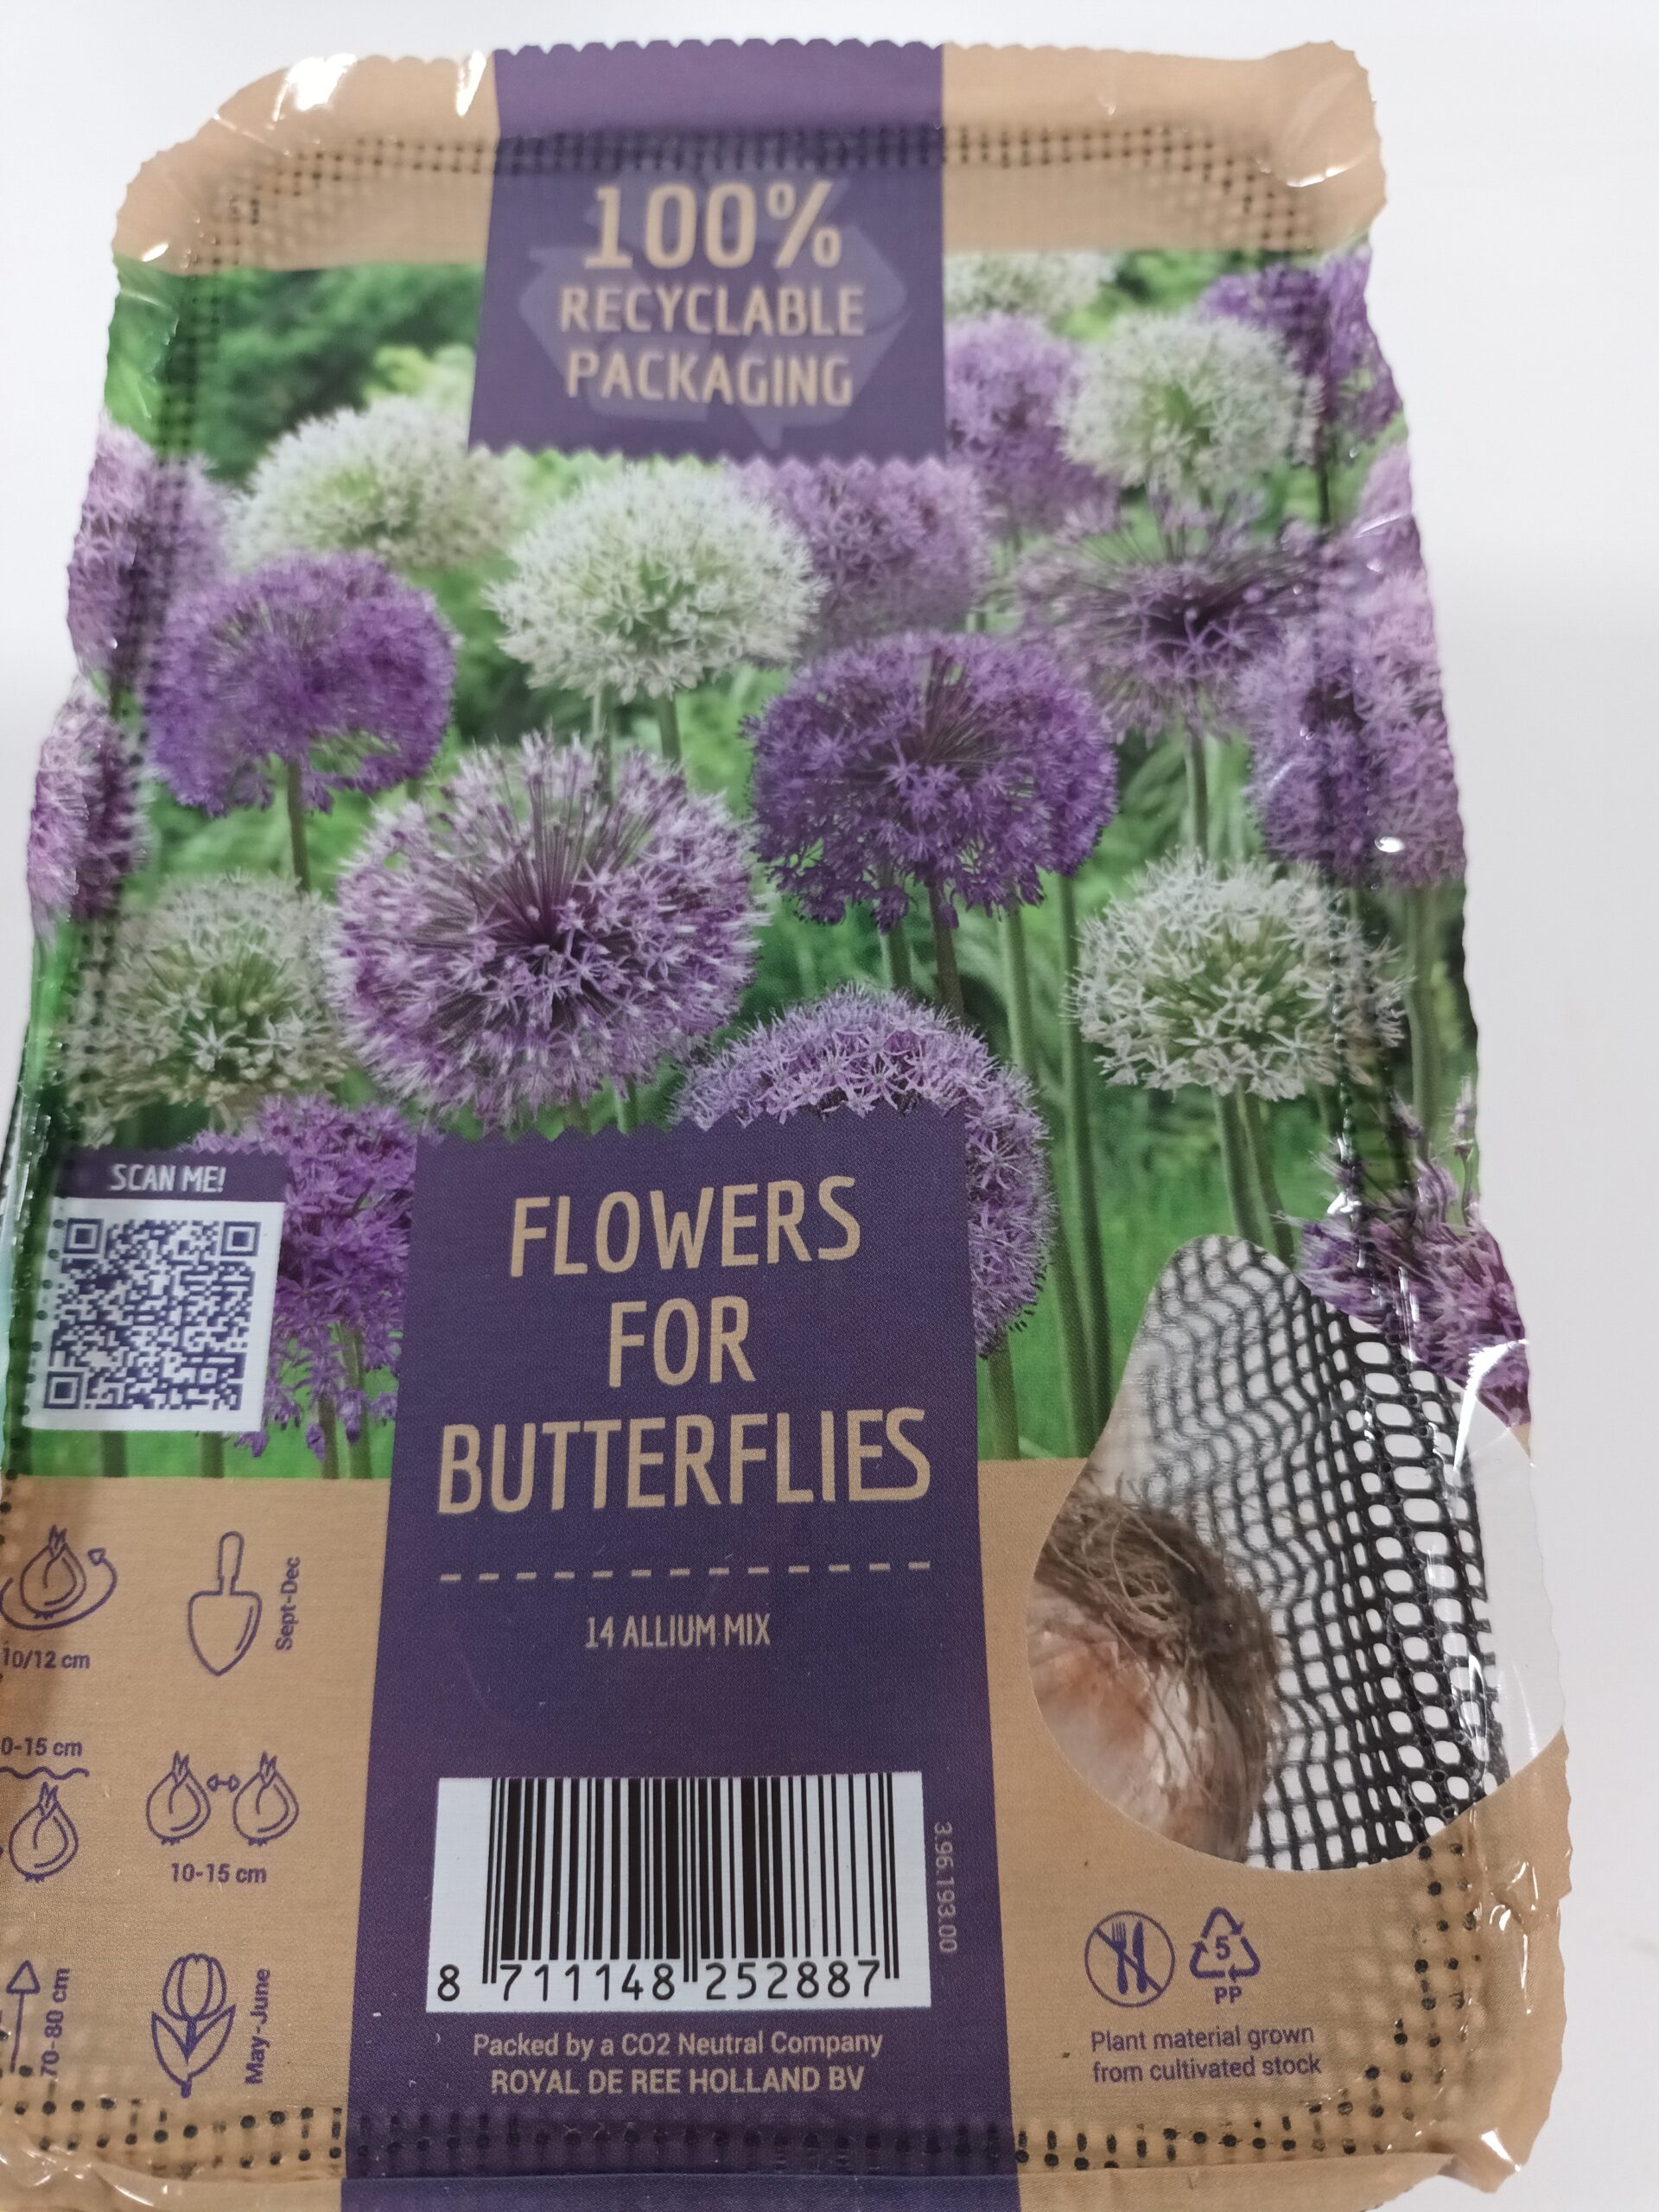 100%
RECYCLABLE
PACKAGING
SCAN ME!
FLOWERS
FOR
BUTTERFLIES
14 ALLIUM MIX
10/12 cm
Sept-Dec
0-15 cm
10-15 cm
70-80 cm
May-June
8 711148 252887
3.96.193.00
Packed by a CO2 Neutral Company
ROYAL DE REE HOLLAND BV
5
PP
Plant material grown
from cultivated stock